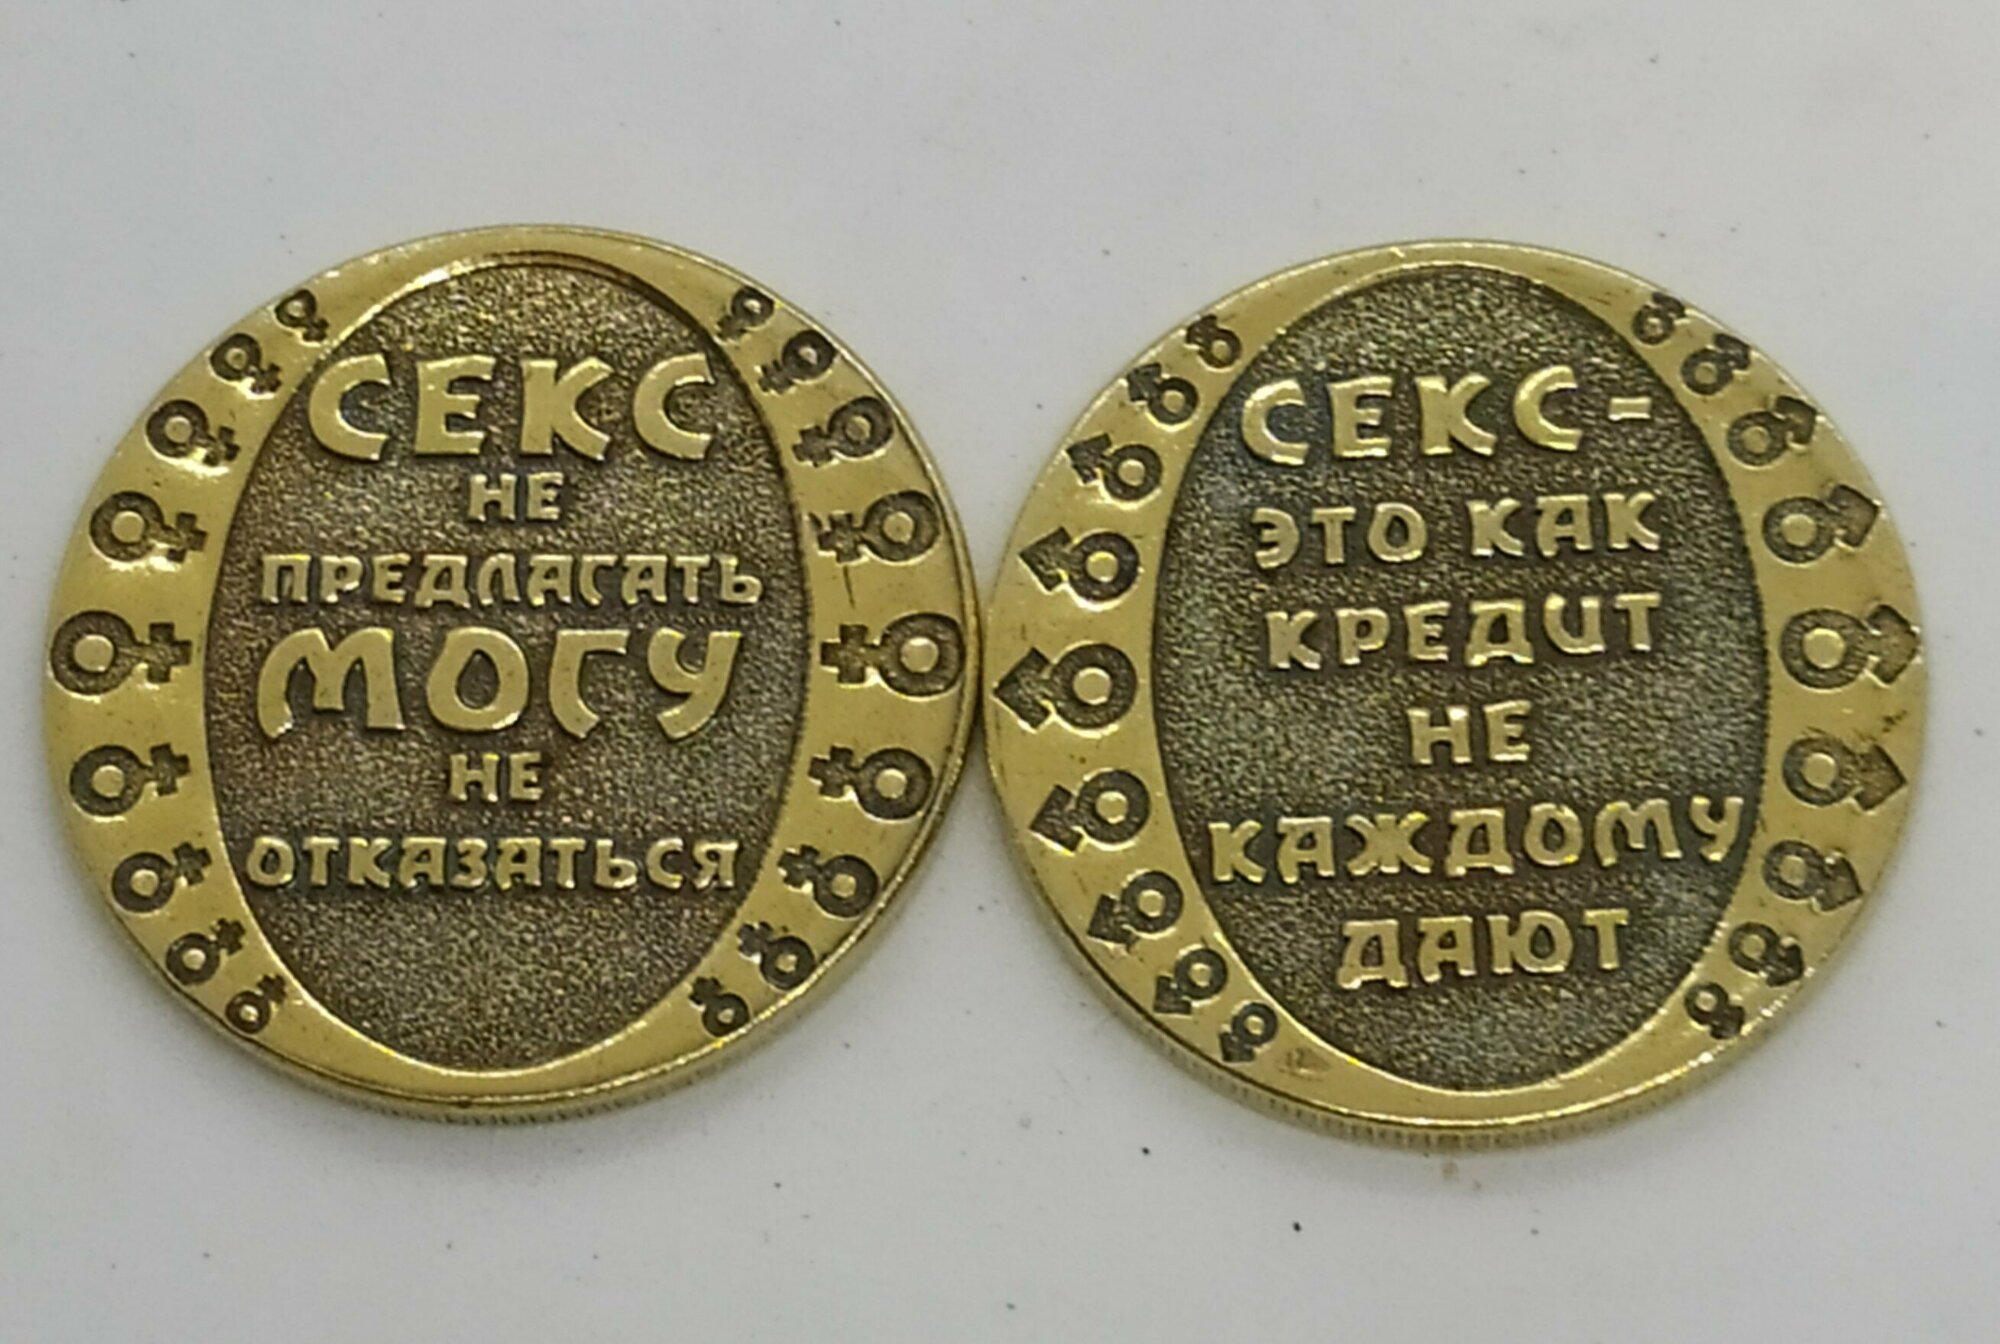 СЕКС
НЕ
ПРЕДЛАГАТЬ
МОГУ
НЕ
ОТКАЗАТЬСЯ
СЕКС-
ЭТО КАК
КРЕДИТ
НЕ
КАЖДОМУ
ДАЮТ